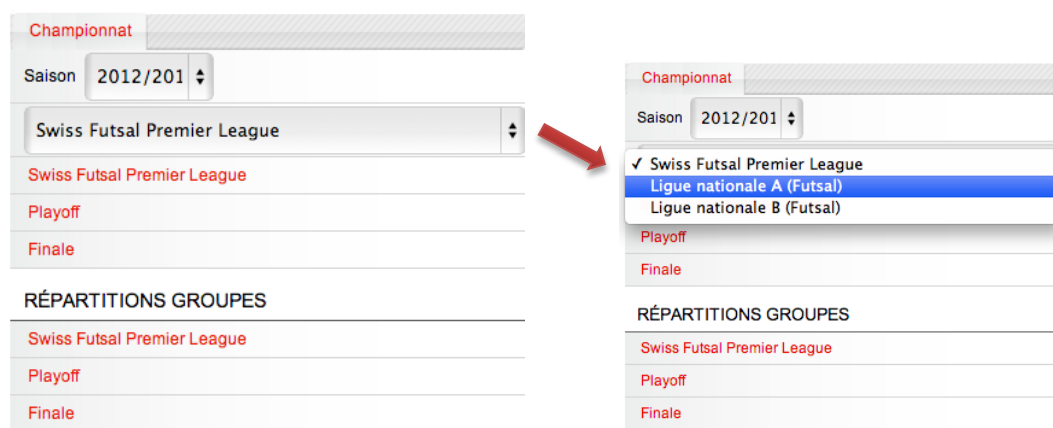 Championnat
Saison 2012/201
Swiss Futsal Premier League
Swiss Futsal Premier League
Playoff
Finale
RÉPARTITIONS GROUPES
Swiss Futsal Premier League
Playoff
Finale
Championnat
Saison 2012/201
✓ Swiss Futsal Premier League
Ligue nationale A (Futsal)
Ligue nationale B (Futsal)
Playoff
Finale
RÉPARTITIONS GROUPES
Swiss Futsal Premier League
Playoff
Finale